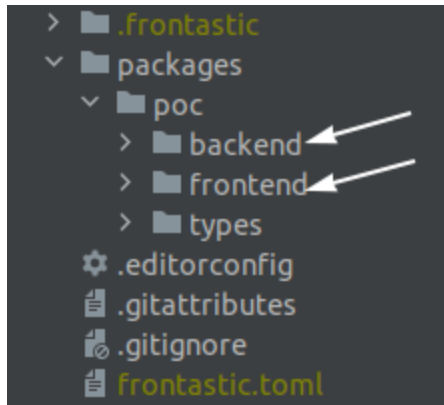 .frontastic
packages
poc
backend
frontend
types
.editorconfig
.gitattributes
.gitignore
frontastic.toml